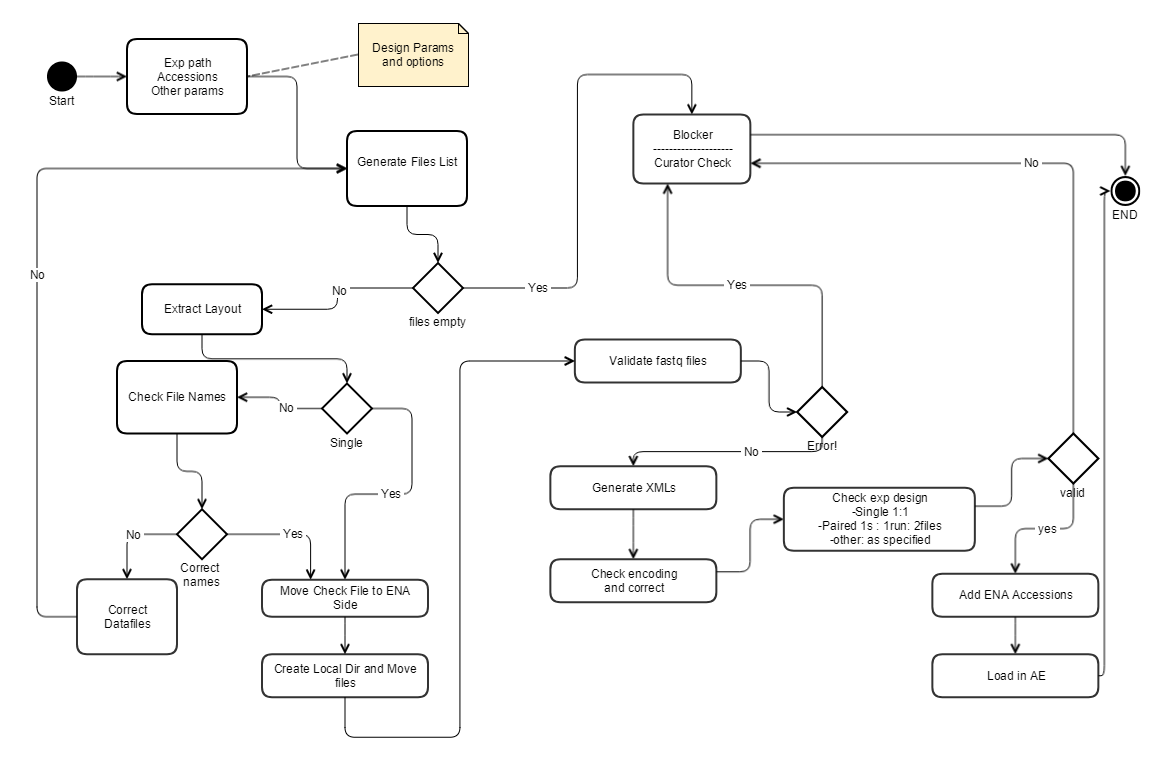 Design Params
and options
Exp path
Accessions
Other params
Start
Blocker
--------------------
Curator Check
Generate Files List
No
END
No
No
Yes
Yes
Extract Layout
files empty
Validate fastq files
Check File Names
No
Single
Error!
No
Yes
Generate XMLs
Check exp design
-Single 1:1
-Paired 1s : 1run: 2files
-other: as specified
valid
yes
No
Yes
Correct
names
Check encoding
and correct
Move Check File to ENA
Side
Add ENA Accessions
Correct
Datafiles
Create Local Dir and Move
files
Load in AE